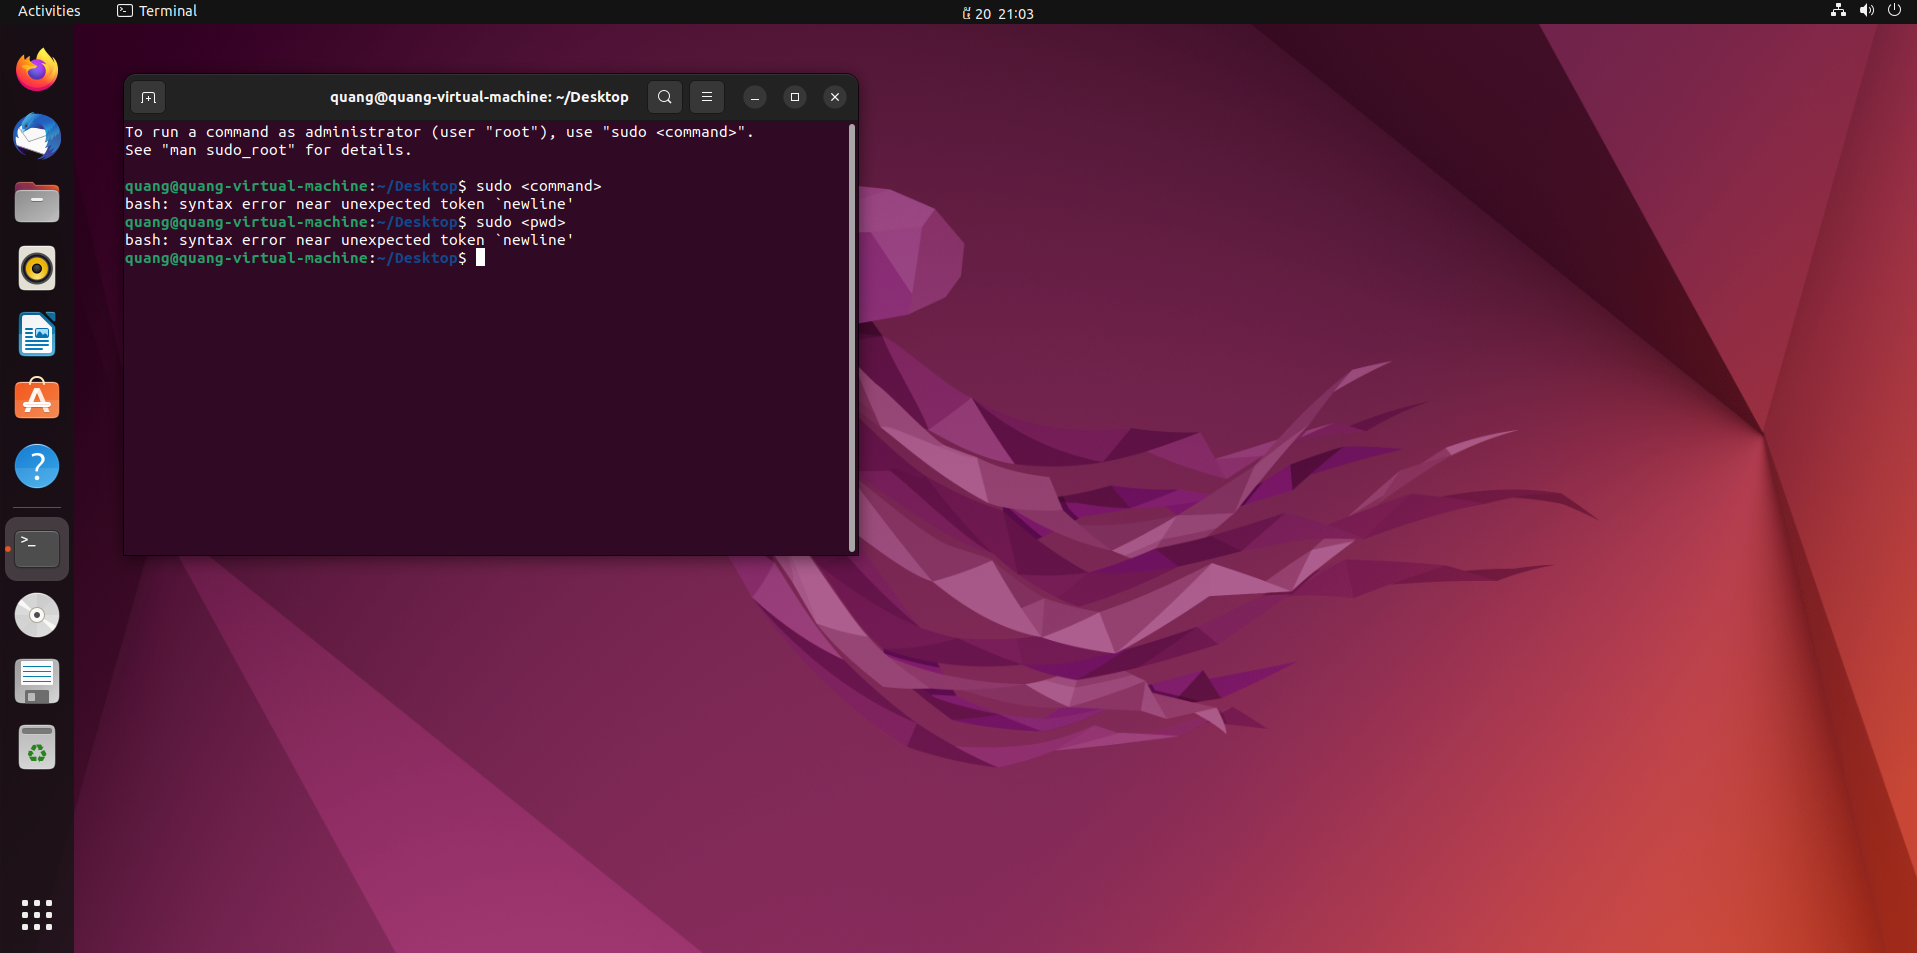 Activities
Terminal
20 21:03
quang@quang-virtual-machine: ~/Desktop
To run a command as administrator (user "root"), use "sudo <command>".
See "man sudo_root" for details.
quang@quang-virtual-machine:~/Desktop$ sudo <command>
bash: syntax error near unexpected token `newline'
quang@quang-virtual-machine:~/Desktop$ sudo <pwd>
bash: syntax error near unexpected token `newline'
quang@quang-virtual-machine:~/Desktop$